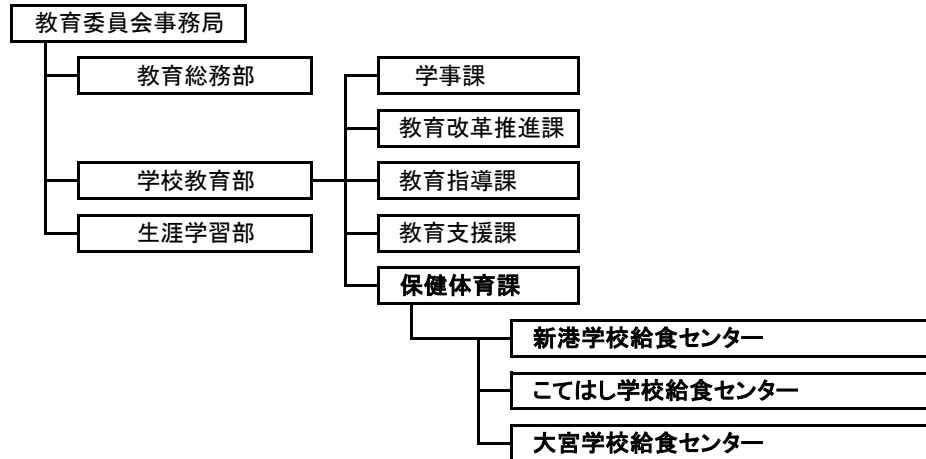 教育委員会事務局
教育総務部
学事課
教育改革推進課
学校教育部
教育指導課
生涯学習部
教育支援課
保健体育課
新港学校給食センター
こてはし学校給食センター
大宮学校給食センター